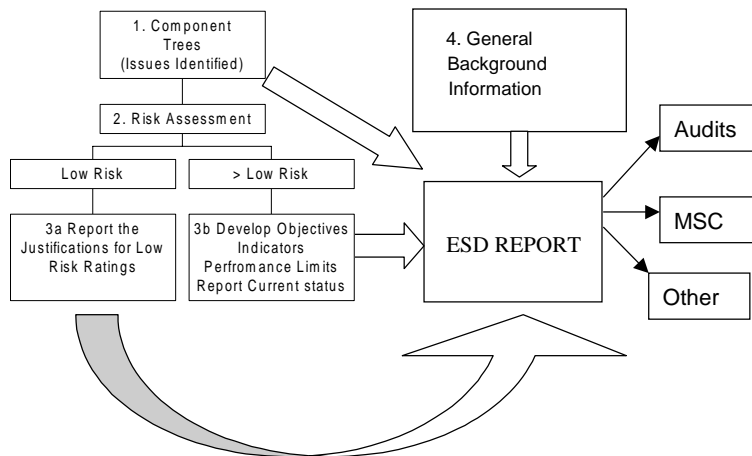 1. Component
Trees
(Issues Identified)
2. Risk Assessment
Low Risk
> Low Risk
3a Report the
Justifications for Low
Risk Ratings
3b Develop Objectives
Indicators
Perfromance Limits
Report Current status
4. General
Background
Information
ESD REPORT
Audits
MSC
Other